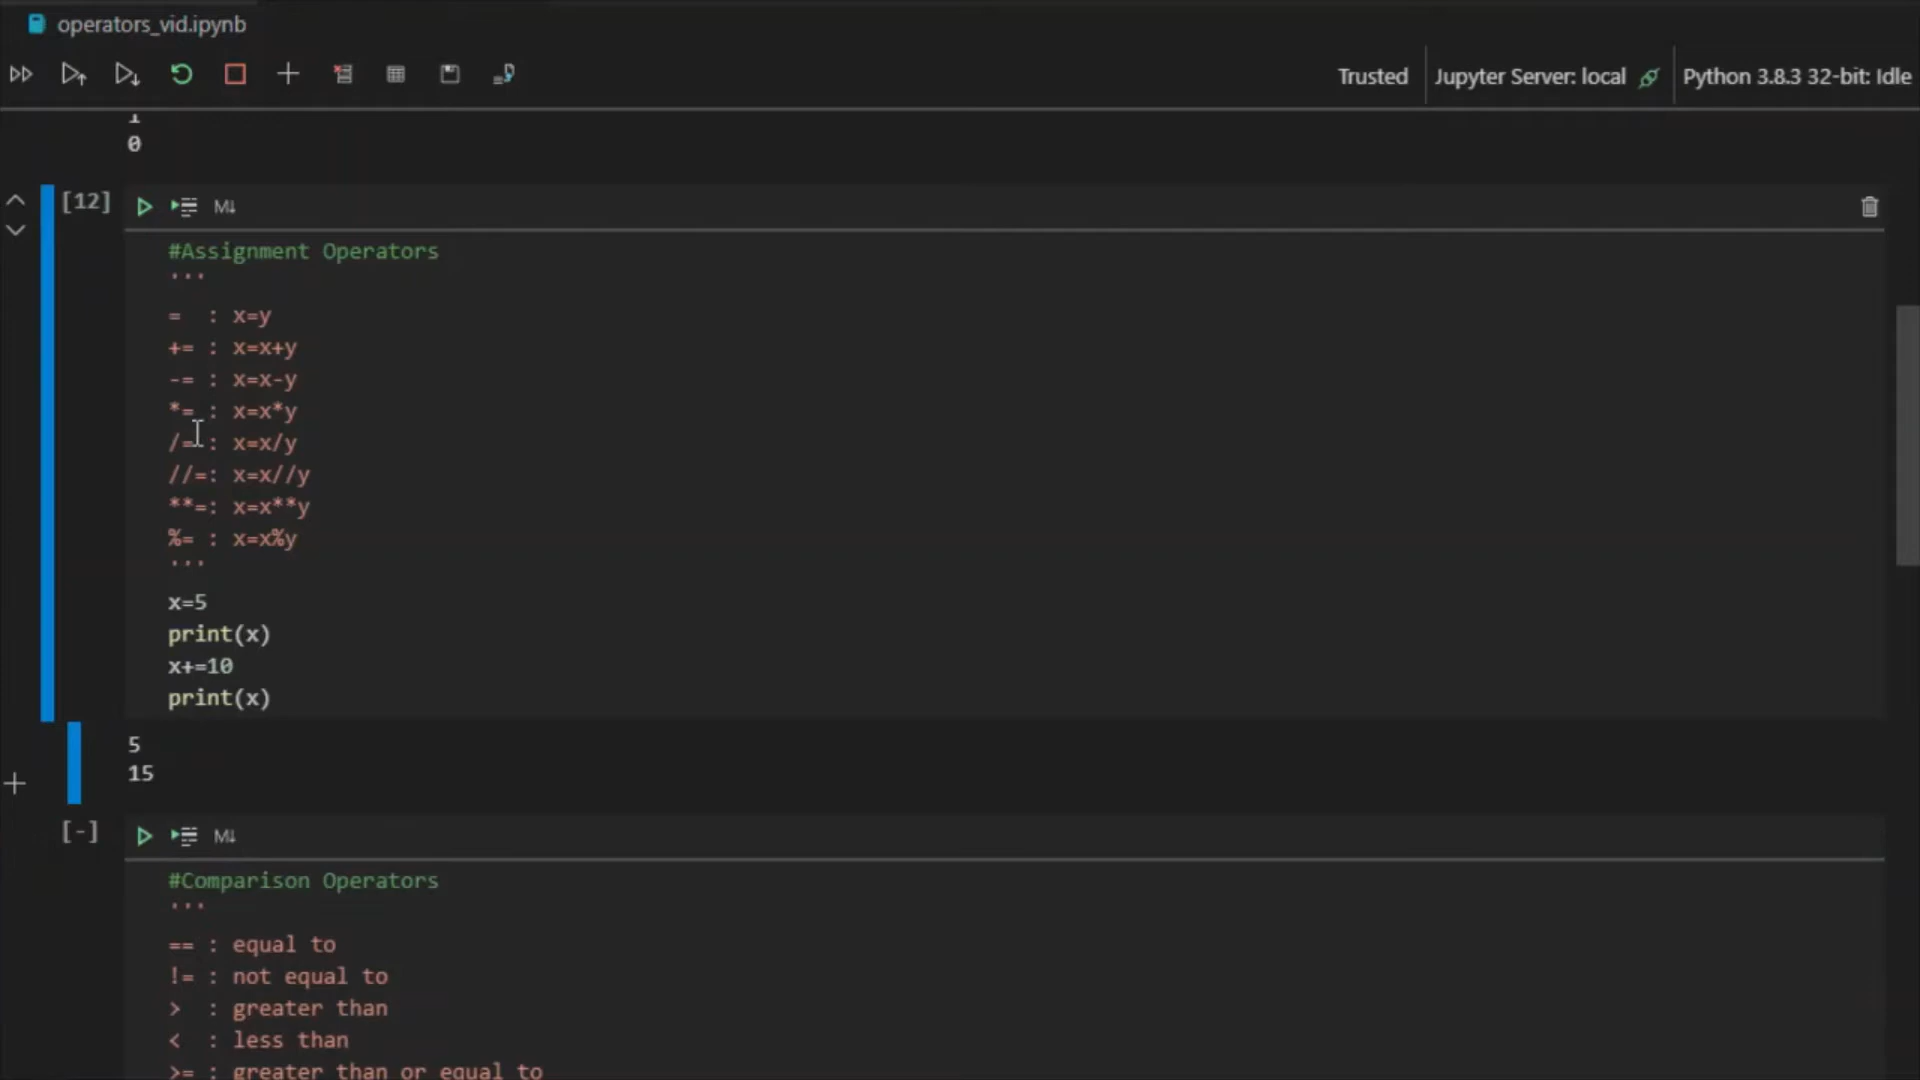 operators_vid.ipynb
Trusted
Jupyter Server: local
Python 3.8.3 32-bit: Idle
1
0
[12]
M↓
#Assignment Operators
'''
=  : x=y
+= : x=x+y
-= : x=x-y
*= : x=x*y
/= : x=x/y
//=: x=x//y
**=: x=x**y
%= : x=x%y
'''
x=5
print(x)
x+=10
print(x)
5
15
[-]
M↓
#Comparison Operators
'''
== : equal to
!= : not equal to
>  : greater than
<  : less than
>= : greater than or equal to